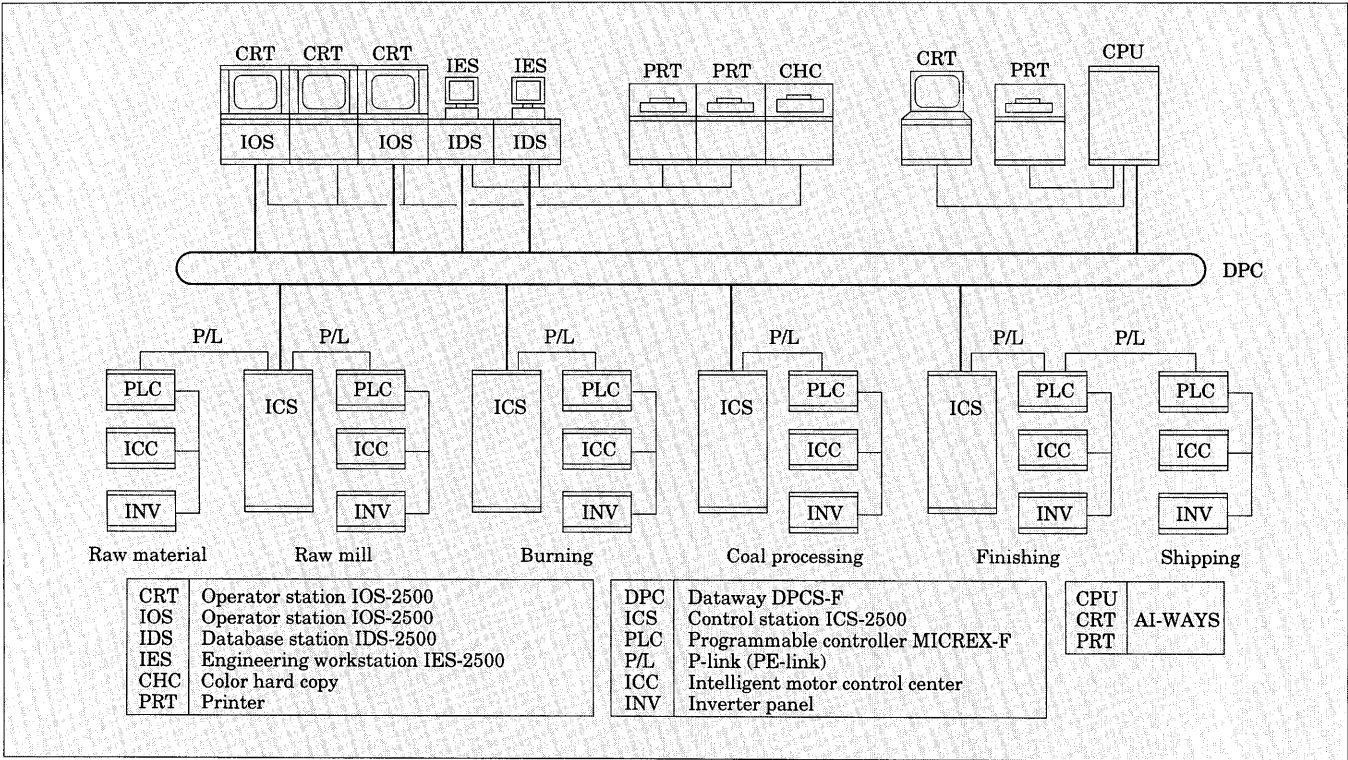 CRT CRT CRT IES IES PRT PRT CHC CRT PRT CPU
IOS IOS IDS IDS
DPC
P/L P/L P/L P/L P/L P/L
PLC ICS PLC ICS PLC ICS PLC ICS PLC PLC
ICC ICC ICC ICC ICC ICC
INV INV INV INV INV INV
Raw material Raw mill Burning Coal processing Finishing Shipping
CRT Operator station IOS-2500
IOS Operator station IOS-2500
IDS Database station IDS-2500
IES Engineering workstation IES-2500
CHC Color hard copy
PRT Printer
DPC Dataway DPCS-F
ICS Control station ICS-2500
PLC Programmable controller MICREX-F
P/L P-link (PE-link)
ICC Intelligent motor control center
INV Inverter panel
CPU
CRT AI-WAYS
PRT